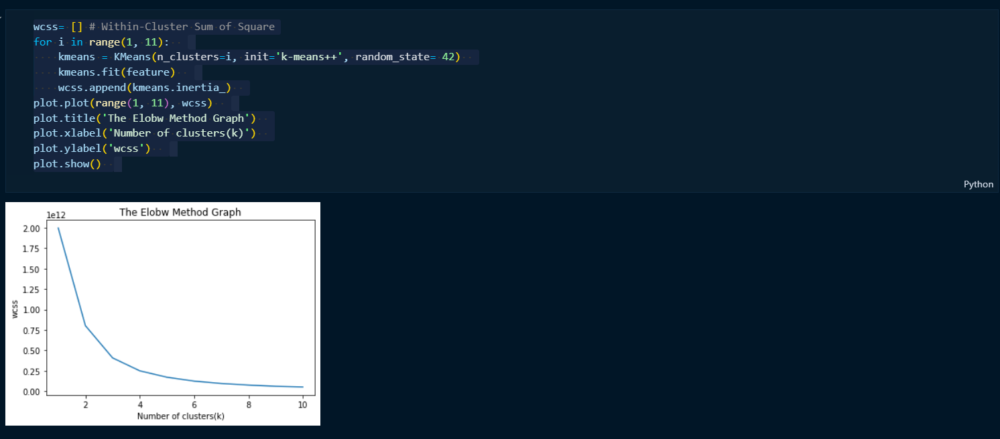 wcss= [] # Within-Cluster Sum of Square
for i in range(1, 11):
    kmeans = KMeans(n_clusters=i, init='k-means++', random_state= 42)
    kmeans.fit(feature)
    wcss.append(kmeans.inertia_)
plot.plot(range(1, 11), wcss)
plot.title('The Elobw Method Graph')
plot.xlabel('Number of clusters(k)')
plot.ylabel('wcss')
plot.show()
Python
The Elobw Method Graph
1e12
2.00
1.75
1.50
1.25
1.00
0.75
0.50
0.25
0.00
wcss
2 4 6 8 10
Number of clusters(k)